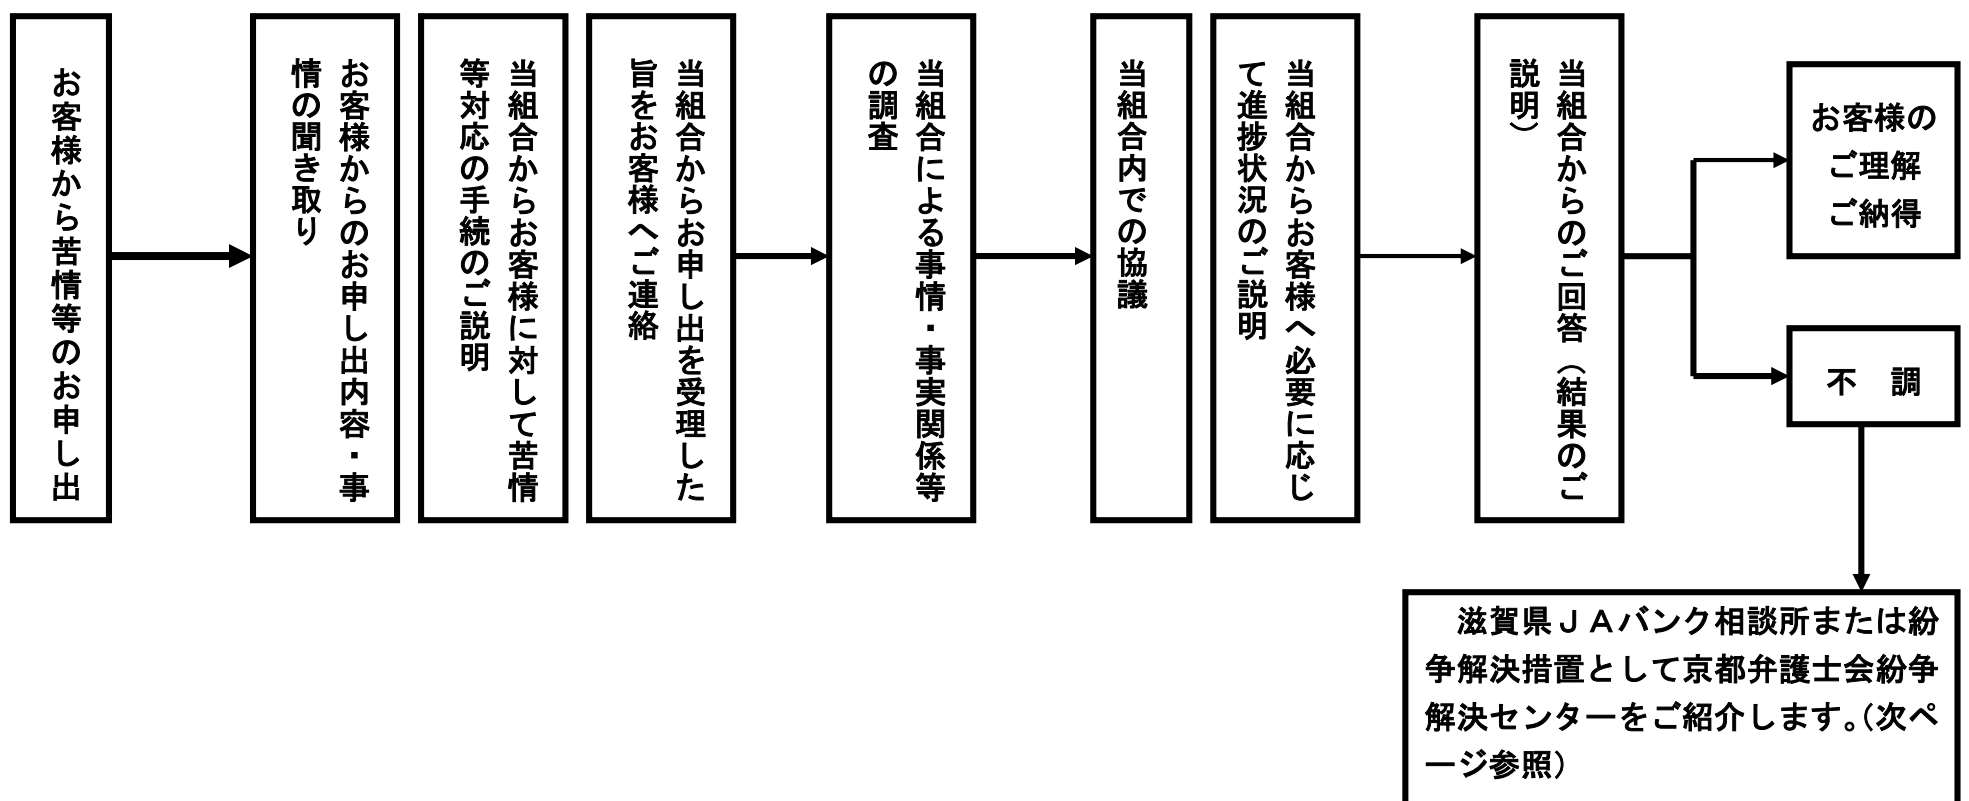 お客様から苦情等のお申し出
お客様からのお申し出内容・事
情の聞き取り
当組合からお客様に対して苦情
等対応の手続のご説明
当組合からお申し出を受理した
旨をお客様へご連絡
当組合による事情・事実関係等
の調査
当組合内での協議
当組合からお客様へ必要に応じ
て進捗状況のご説明
当組合からのご回答（結果のご
説明）
お客様の
ご理解
ご納得
不　調
滋賀県ＪＡバンク相談所または紛
争解決措置として京都弁護士会紛争
解決センターをご紹介します。（次ペ
ージ参照）